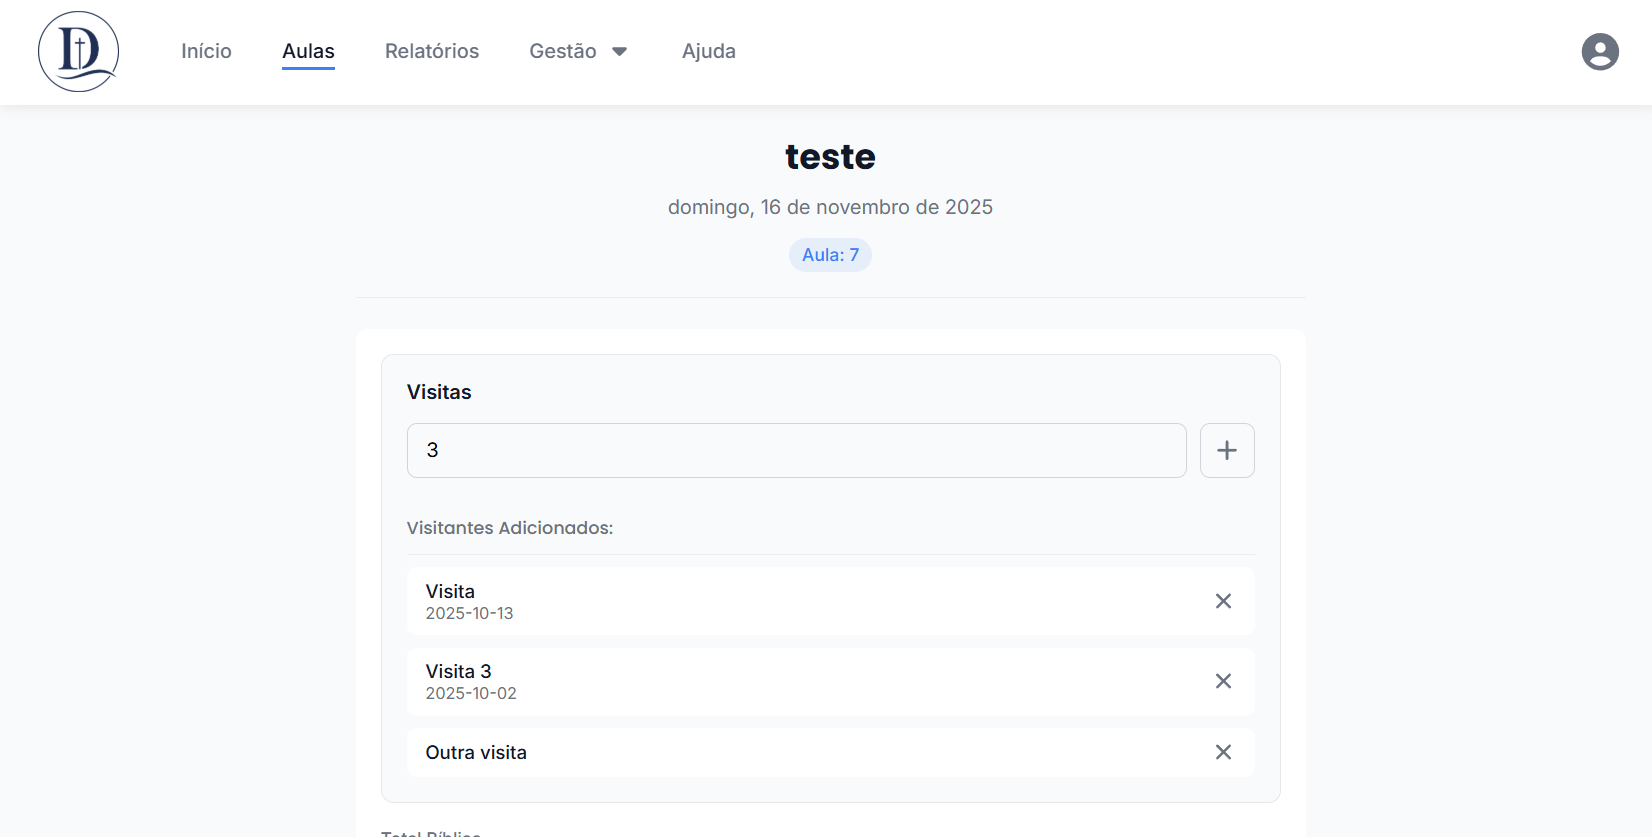 D
Início Aulas Relatórios Gestão Ajuda
teste
domingo, 16 de novembro de 2025
Aula: 7
Visitas
3
Visitantes Adicionados:
Visita
2025-10-13
Visita 3
2025-10-02
Outra visita